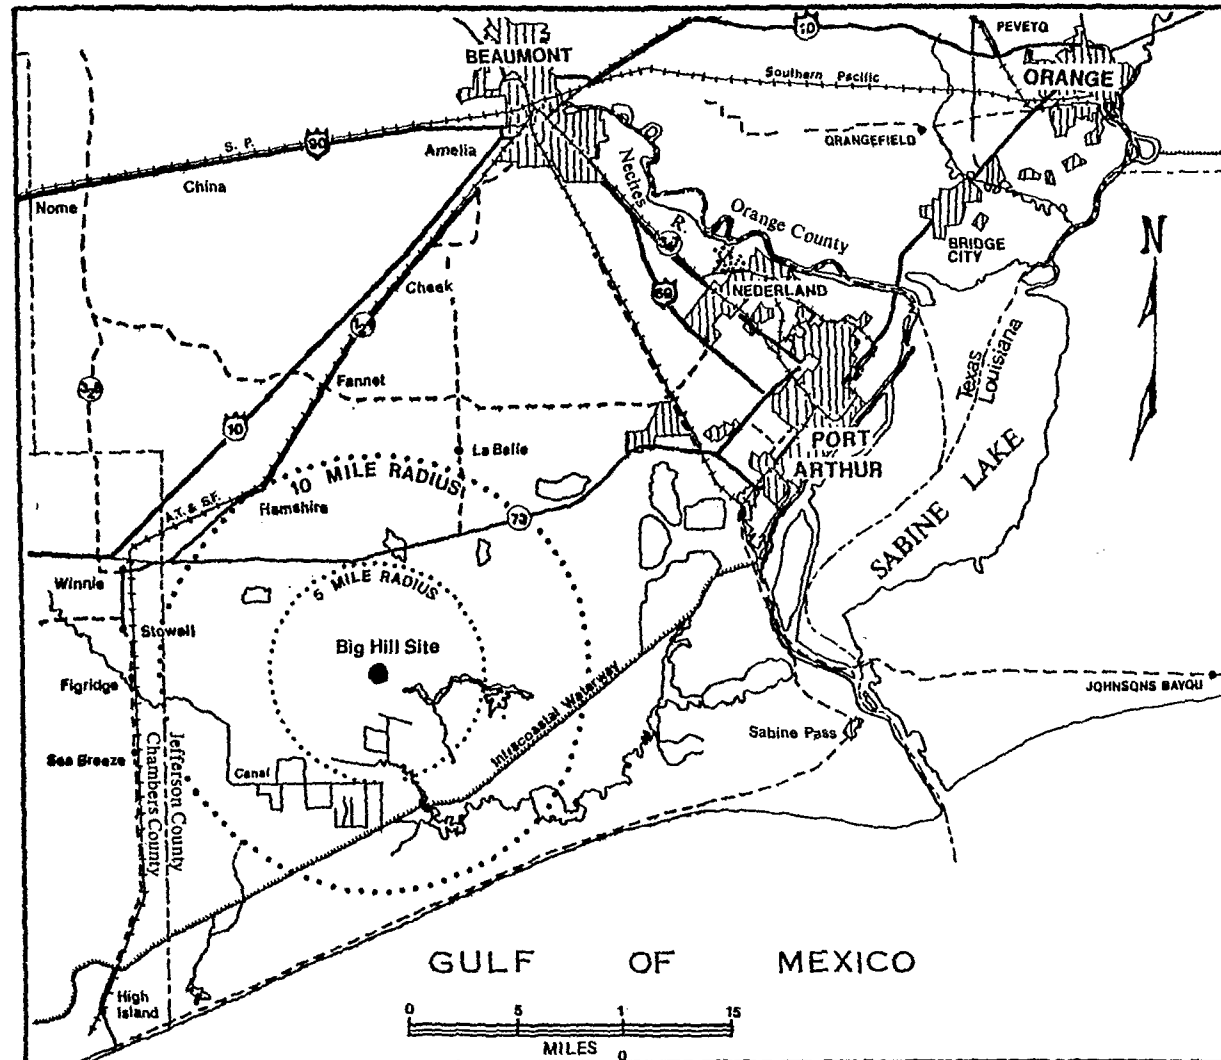 BEAUMONT
10
PEVETO
ORANGE
Southern Pacific
ORANGEFIELD
S. P.
90
Amelia
China
Nome
Neches
R.
Orange County
BRIDGE
CITY
N
Cheek
69
NEDERLAND
Texas
Louisiana
Fannet
10
PORT
ARTHUR
La Belle
SABINE LAKE
10 MILE RADIUS
A.T. & S.F.
Hamshire
73
Winnie
5 MILE RADIUS
Stowell
Big Hill Site
Figridge
Intracoastal Waterway
JOHNSONS BAYOU
Sabine Pass
Sea Breeze
Canal
Jefferson County
Chambers County
GULF OF MEXICO
High
Island
0 5 1 15
MILES 0